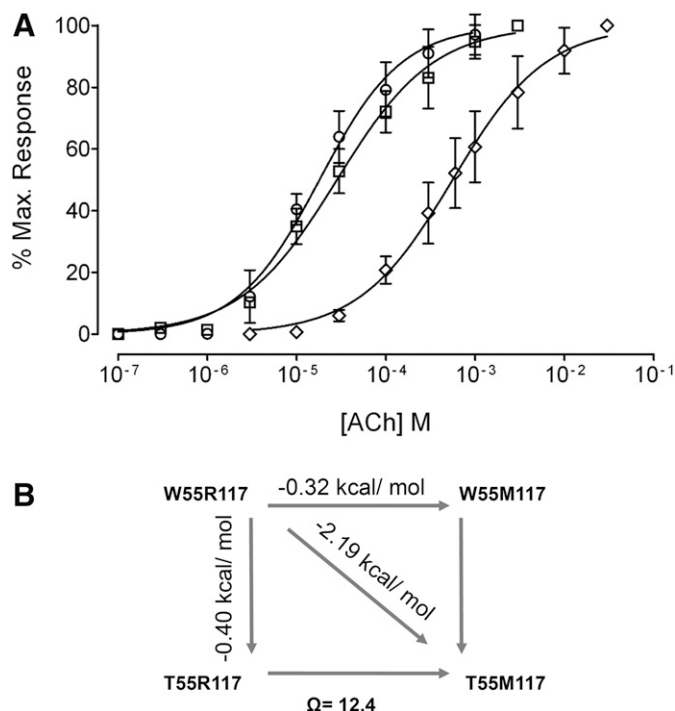 A
% Max. Response
100
80
60
40
20
0
10-7
10-6
10-5
10-4
10-3
10-2
10-1
[ACh] M
B
W55R117
-0.32 kcal/ mol
W55M117
-0.40 kcal/ mol
-2.19 kcal/ mol
T55R117
T55M117
Ω= 12.4